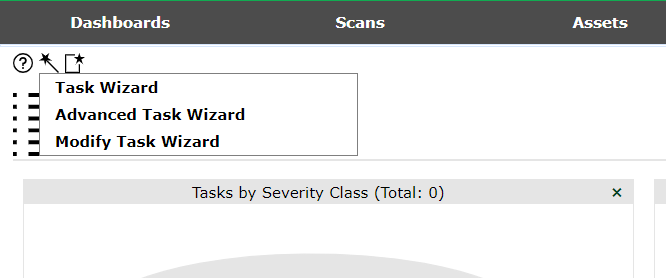 Dashboards Scans Assets
Task Wizard
Advanced Task Wizard
Modify Task Wizard
Tasks by Severity Class (Total: 0) ×